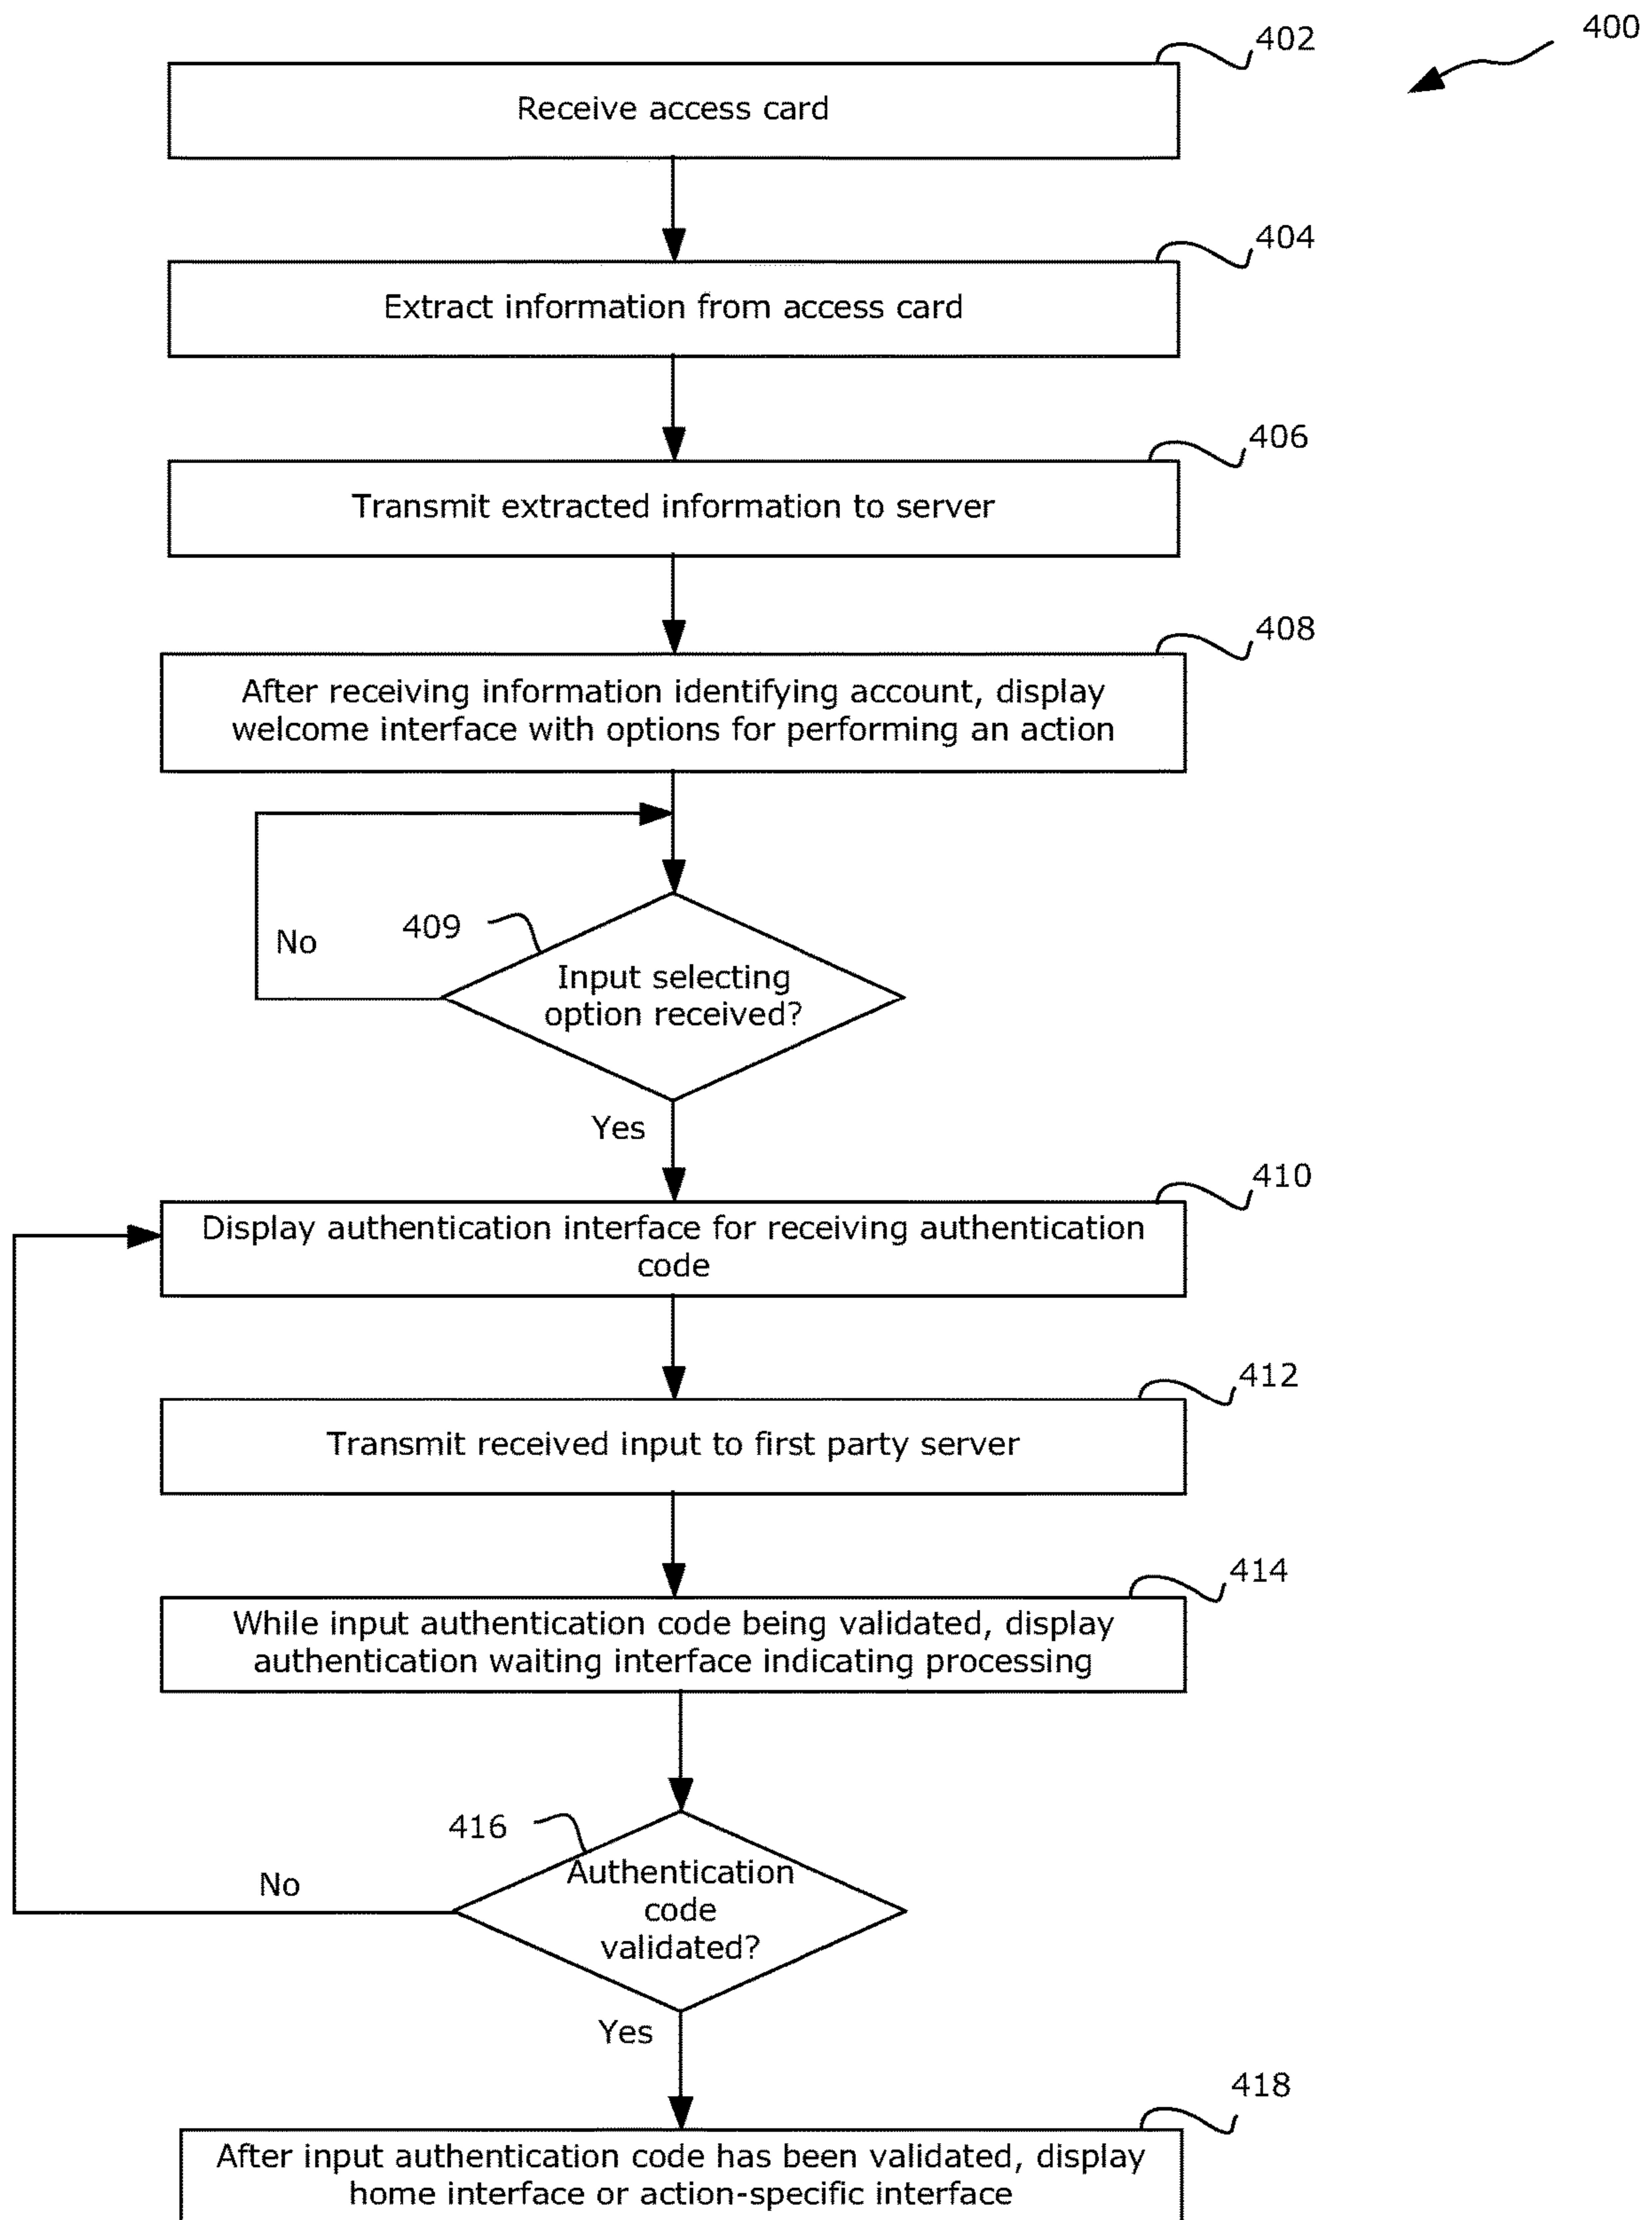 400
402
Receive access card
404
Extract information from access card
406
Transmit extracted information to server
408
After receiving information identifying account, display
welcome interface with options for performing an action
409
No
Input selecting
option received?
Yes
410
Display authentication interface for receiving authentication
code
412
Transmit received input to first party server
414
While input authentication code being validated, display
authentication waiting interface indicating processing
416
No
Authentication
code
validated?
Yes
418
After input authentication code has been validated, display
home interface or action-specific interface